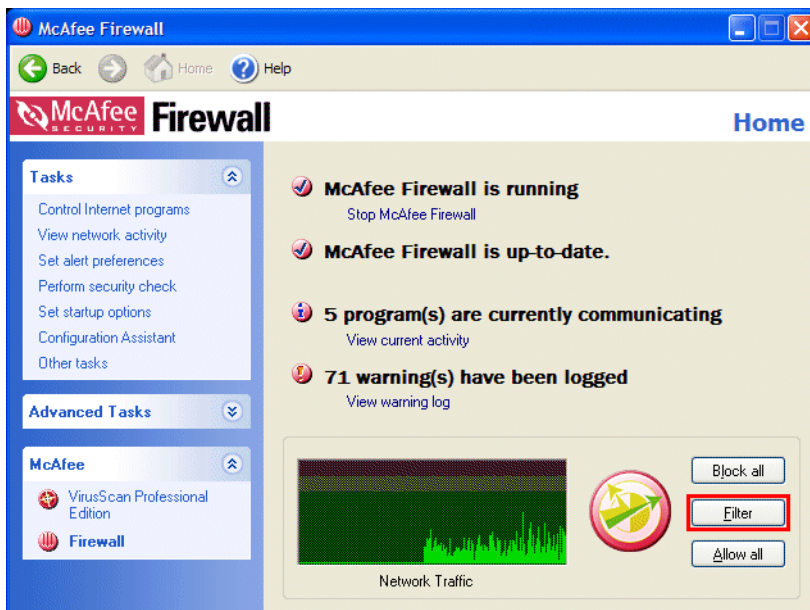 McAfee Firewall
Back
Home
Help
McAfee
SECURITY
Firewall
Home
Tasks
Control Internet programs
View network activity
Set alert preferences
Perform security check
Set startup options
Configuration Assistant
Other tasks
Advanced Tasks
McAfee
VirusScan Professional
Edition
Firewall
McAfee Firewall is running
Stop McAfee Firewall
McAfee Firewall is up-to-date.
5 program(s) are currently communicating
View current activity
71 warning(s) have been logged
View warning log
Network Traffic
Block all
Filter
Allow all